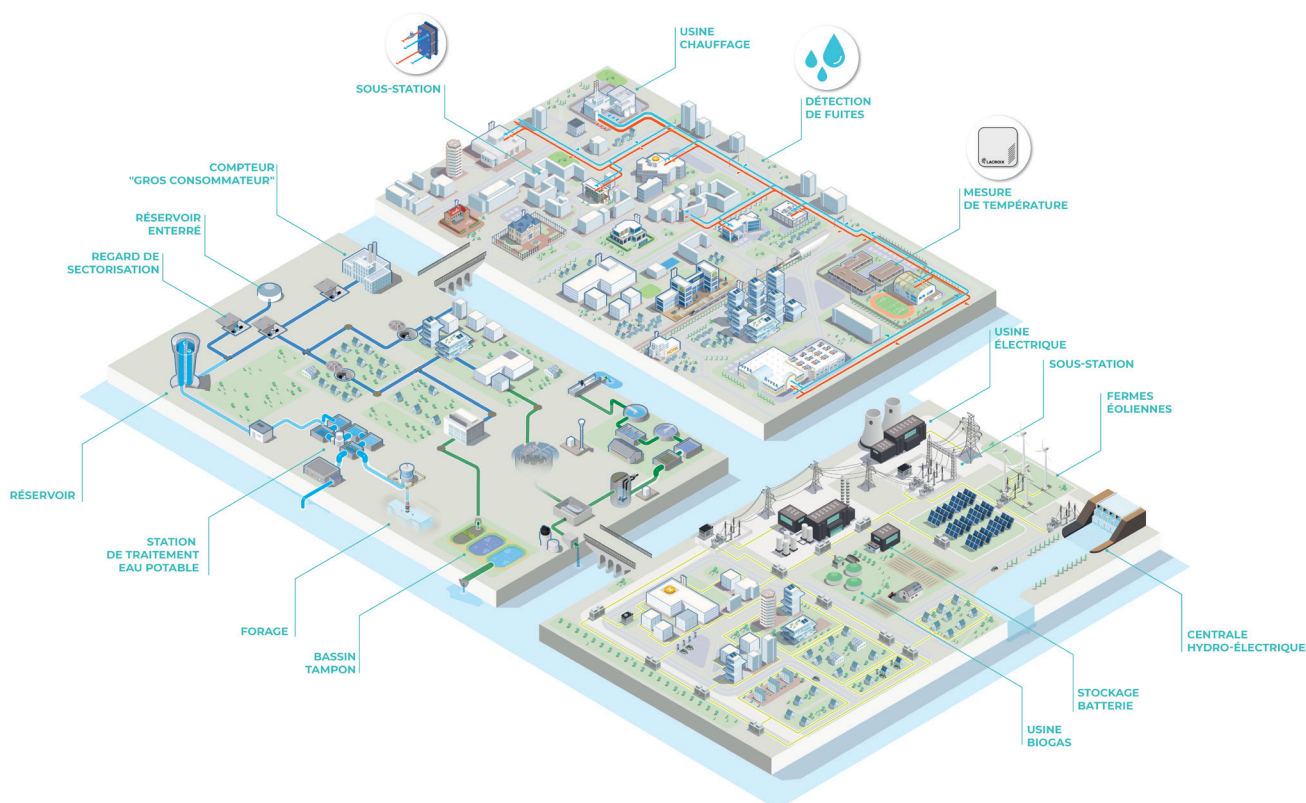 USINE
CHAUFFAGE
SOUS-STATION
DÉTECTION
DE FUITES
LACROIX
COMPTEUR
"GROS CONSOMMATEUR"
MESURE
DE TEMPÉRATURE
RÉSERVOIR
ENTERRÉ
REGARD DE
SECTORISATION
USINE
ÉLECTRIQUE
SOUS-STATION
FERMES
ÉOLIENNES
RÉSERVOIR
STATION
DE TRAITEMENT
EAU POTABLE
FORAGE
BASSIN
TAMPON
CENTRALE
HYDRO-ÉLECTRIQUE
STOCKAGE
BATTERIE
USINE
BIOGAS